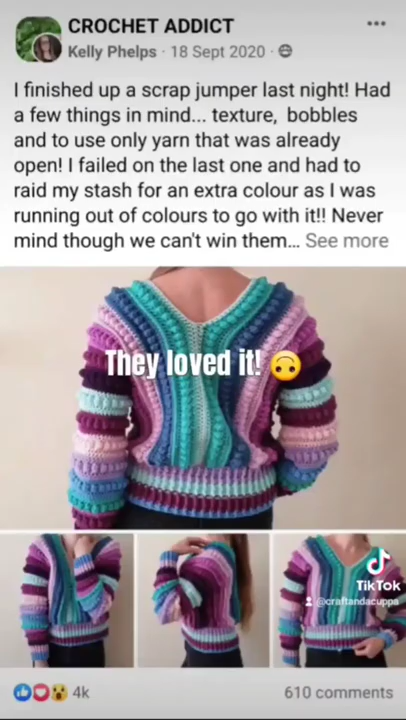 CROCHET ADDICT
Kelly Phelps · 18 Sept 2020 ·
I finished up a scrap jumper last night! Had
a few things in mind... texture, bobbles
and to use only yarn that was already
open! I failed on the last one and had to
raid my stash for an extra colour as I was
running out of colours to go with it!! Never
mind though we can't win them... See more
They loved it! 🙃
TikTok
@craftandacuppa
4k
610 comments